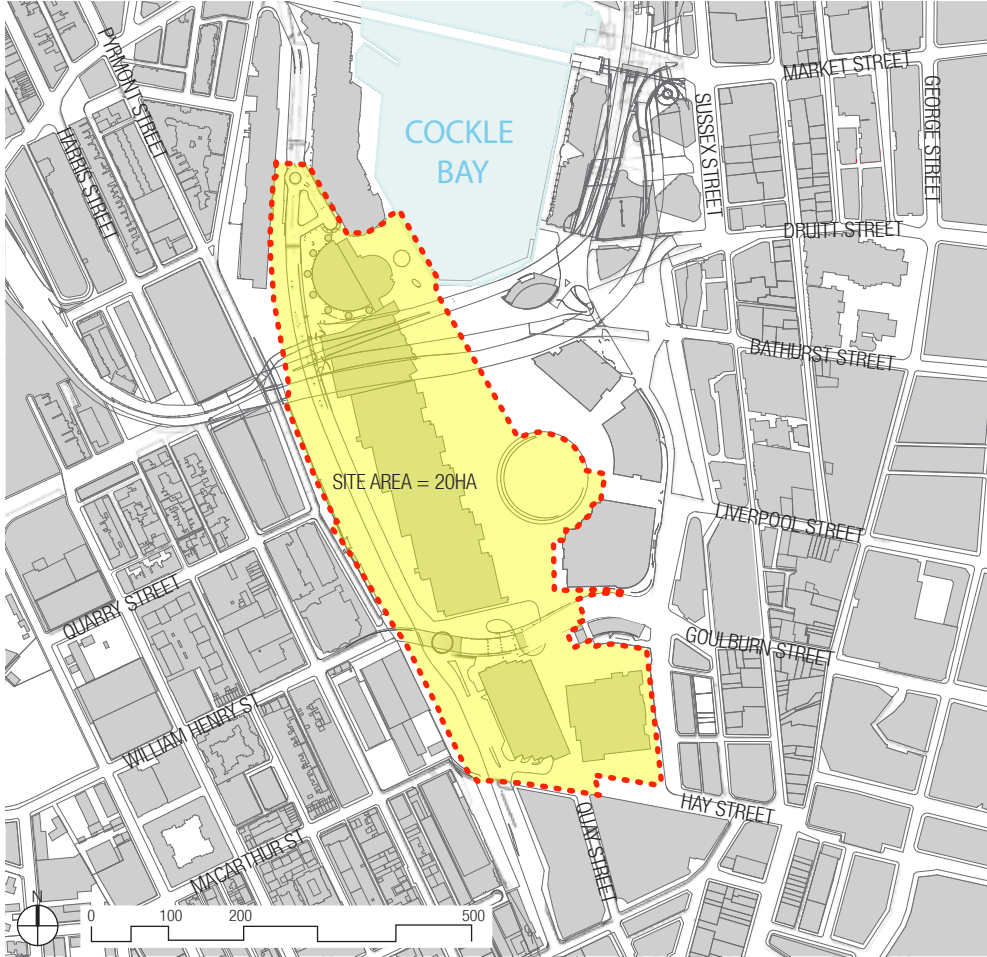 PYRMONT STREET
HARRIS STREET
COCKLE
BAY
MARKET STREET
SUSSEX STREET
GEORGE STREET
DRUITT STREET
BATHURST STREET
SITE AREA = 20HA
LIVERPOOL STREET
QUARRY STREET
GOULBURN STREET
WILLIAM HENRY ST
HAY STREET
QUAY STREET
MACARTHUR ST
N
0 100 200 500